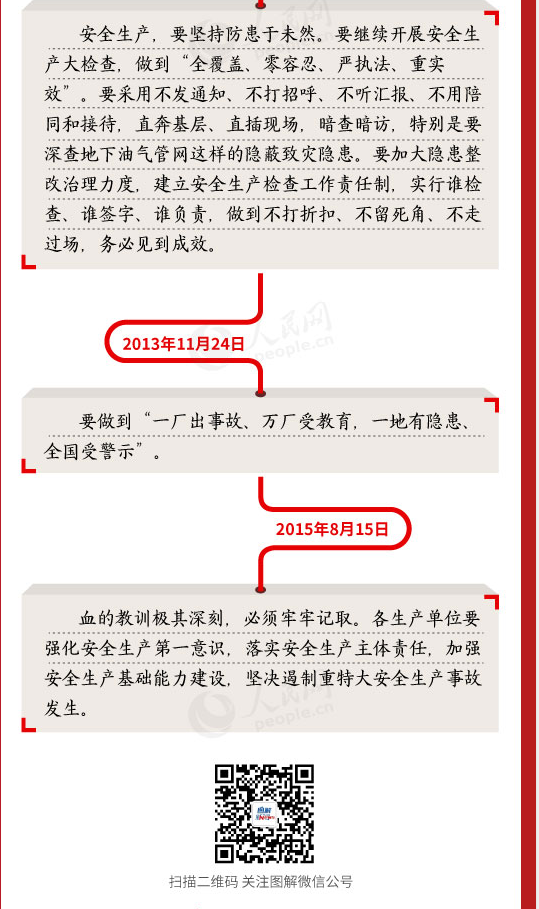 安全生产，要坚持防患于未然。要继续开展安全生
产大检查，做到“全覆盖、零容忍、严执法、重实
效”。要采用不发通知、不打招呼、不听汇报、不用陪
同和接待，直奔基层、直插现场，暗查暗访，特别是要
深查地下油气管网这样的隐蔽致灾隐患。要加大隐患整
改治理力度，建立安全生产检查工作责任制，实行谁检
查、谁签字、谁负责，做到不打折扣、不留死角、不走
过场，务必见到成效。
人民网
people.cn
2013年11月24日
要做到“一厂出事故、万厂受教育，一地有隐患、
全国受警示”。
2015年8月15日
血的教训极其深刻，必须牢牢记取。各生产单位要
强化安全生产第一意识，落实安全生产主体责任，加强
安全生产基础能力建设，坚决遏制重特大安全生产事故
发生。
人民网
people.cn
图解
扫描二维码 关注图解微信公号